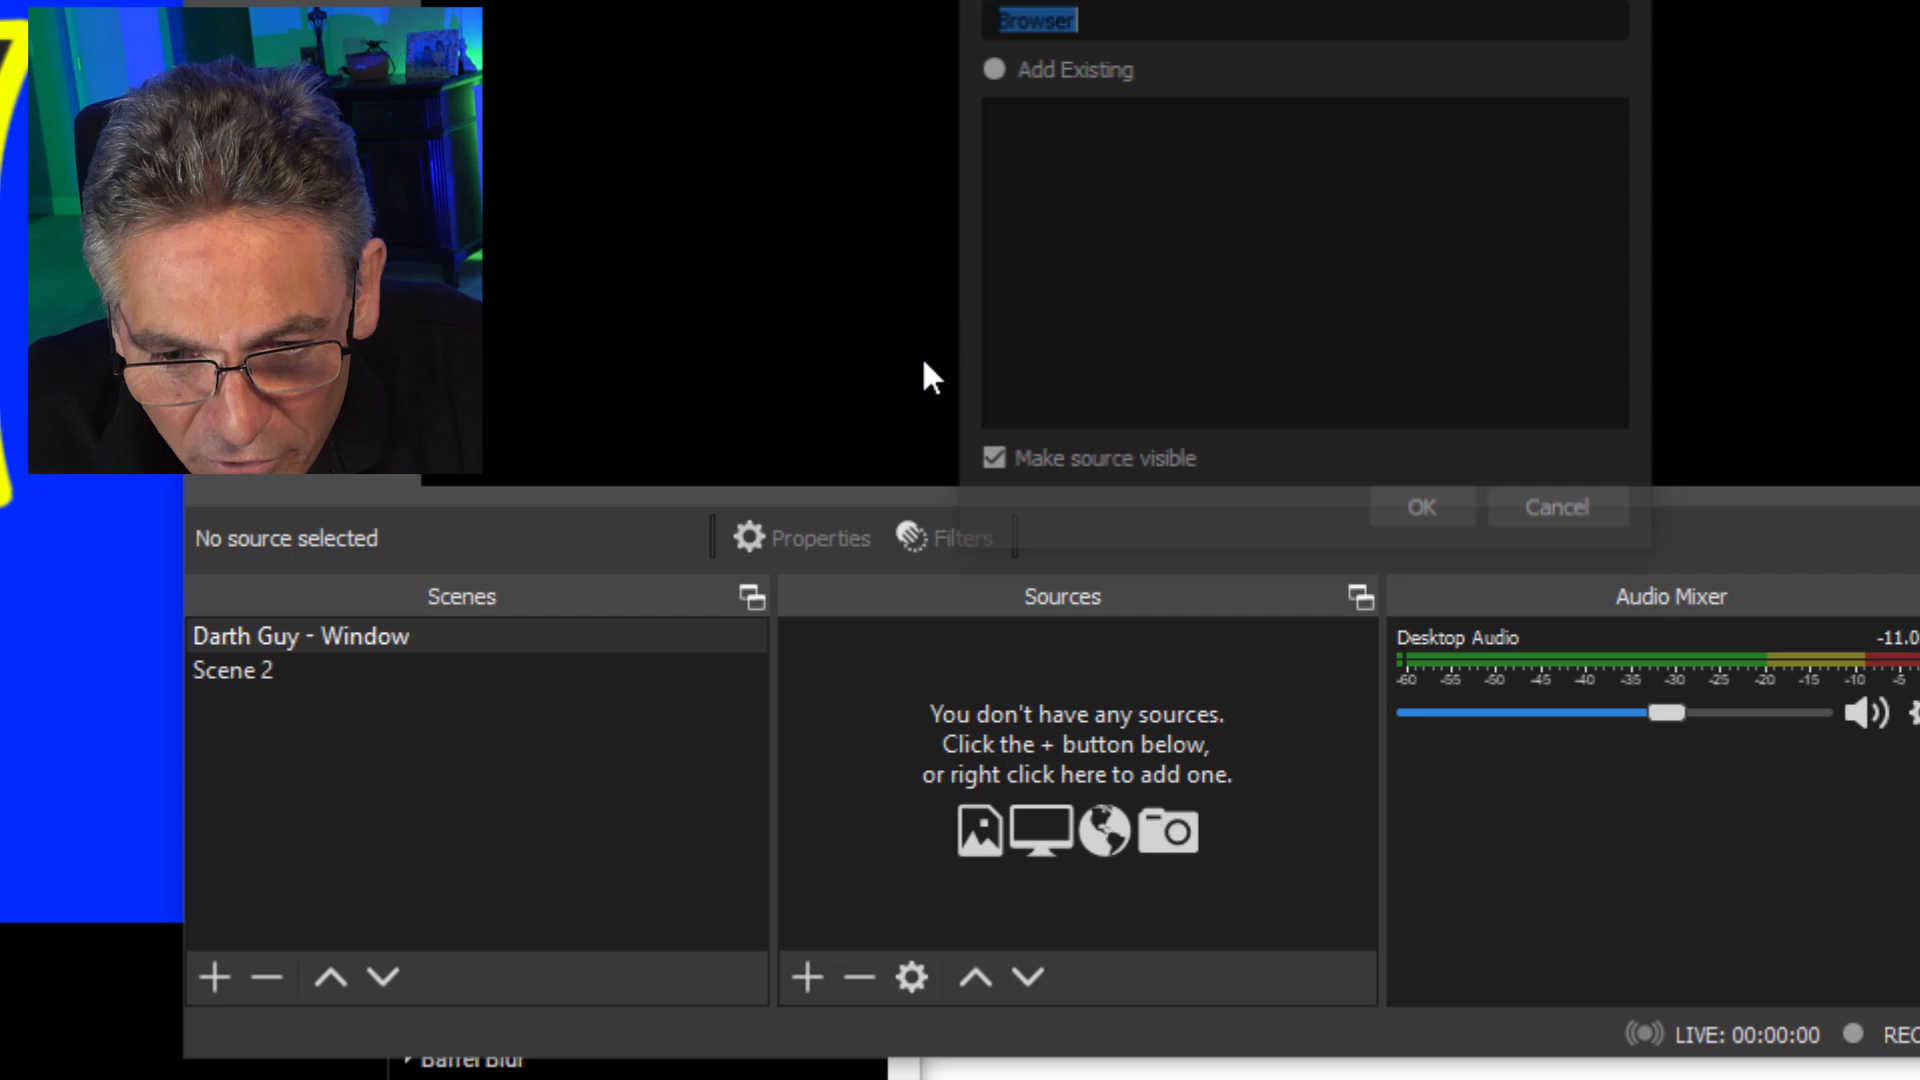 Browser
Add Existing
Make source visible
OK
Cancel
No source selected
Properties
Filters
Scenes
Sources
Audio Mixer
Darth Guy - Window
Scene 2
You don't have any sources.
Click the + button below,
or right click here to add one.
Desktop Audio
-11.0
-60 -55 -50 -45 -40 -35 -30 -25 -20 -15 -10 -5
LIVE: 00:00:00
REC
Barrel Blur